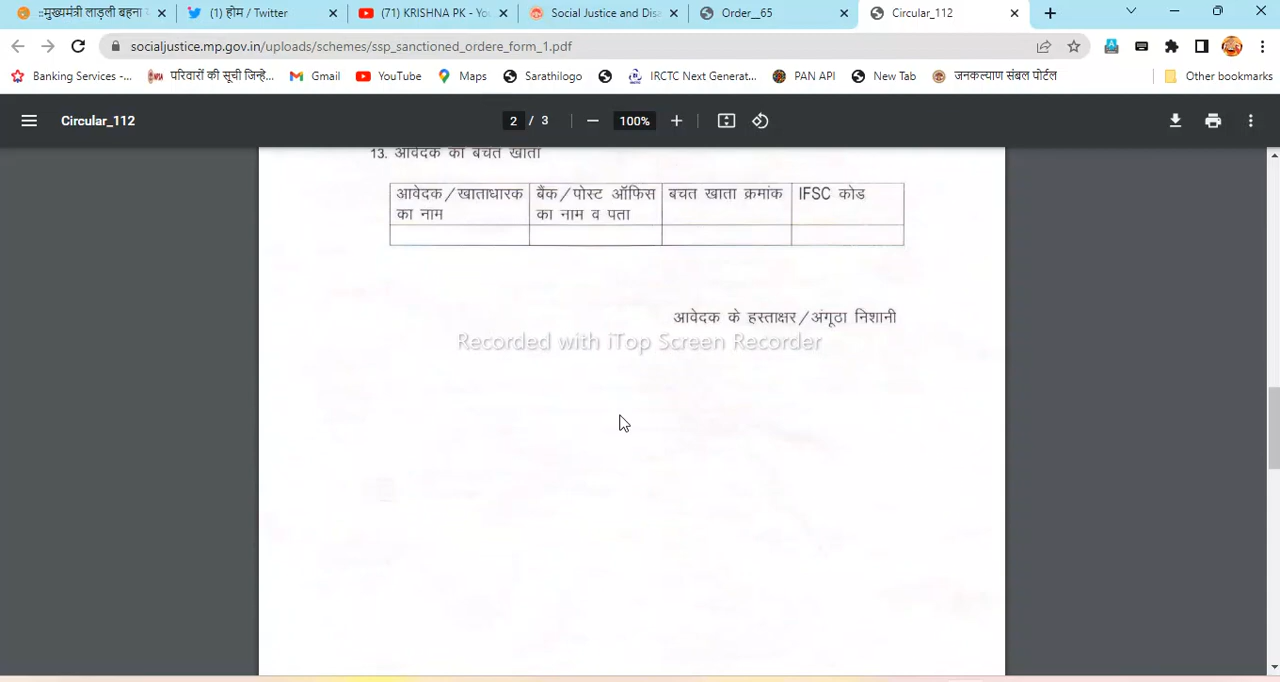 ::मुख्यमंत्री लाड़ली बहना
(1) होम / Twitter
(71) KRISHNA PK - You
Social Justice and Disa
Order__65
Circular_112
socialjustice.mp.gov.in/uploads/schemes/ssp_sanctioned_ordere_form_1.pdf
Banking Services -...
परिवारों की सूची जिन्हे...
Gmail
YouTube
Maps
Sarathilogo
IRCTC Next Generat...
PAN API
New Tab
जनकल्याण संबल पोर्टल
Other bookmarks
Circular_112
2 / 3
100%
13. आवेदक का बचत खाता
आवेदक/खाताधारक का नाम
बैंक/पोस्ट ऑफिस का नाम व पता
बचत खाता क्रमांक
IFSC कोड
आवेदक के हस्ताक्षर/अंगूठा निशानी
Recorded with iTop Screen Recorder